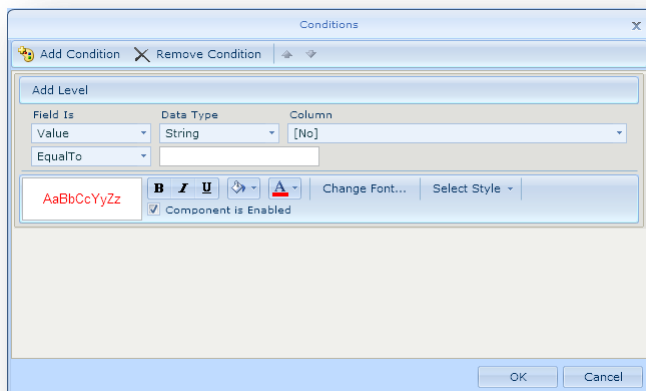 Conditions
x
Add Condition Remove Condition
Add Level
Field Is Data Type Column
Value String [No]
EqualTo
AaBbCcYyZz B I U A Change Font... Select Style
Component is Enabled
OK Cancel